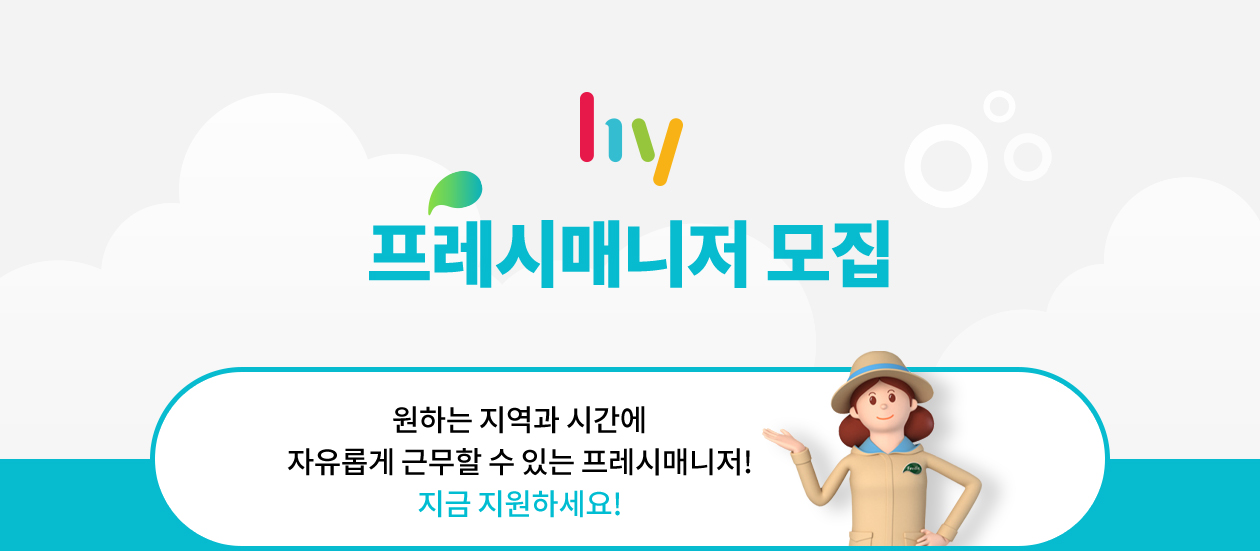 hy
프레시매니저 모집
원하는 지역과 시간에
자유롭게 근무할 수 있는 프레시매니저!
지금 지원하세요!